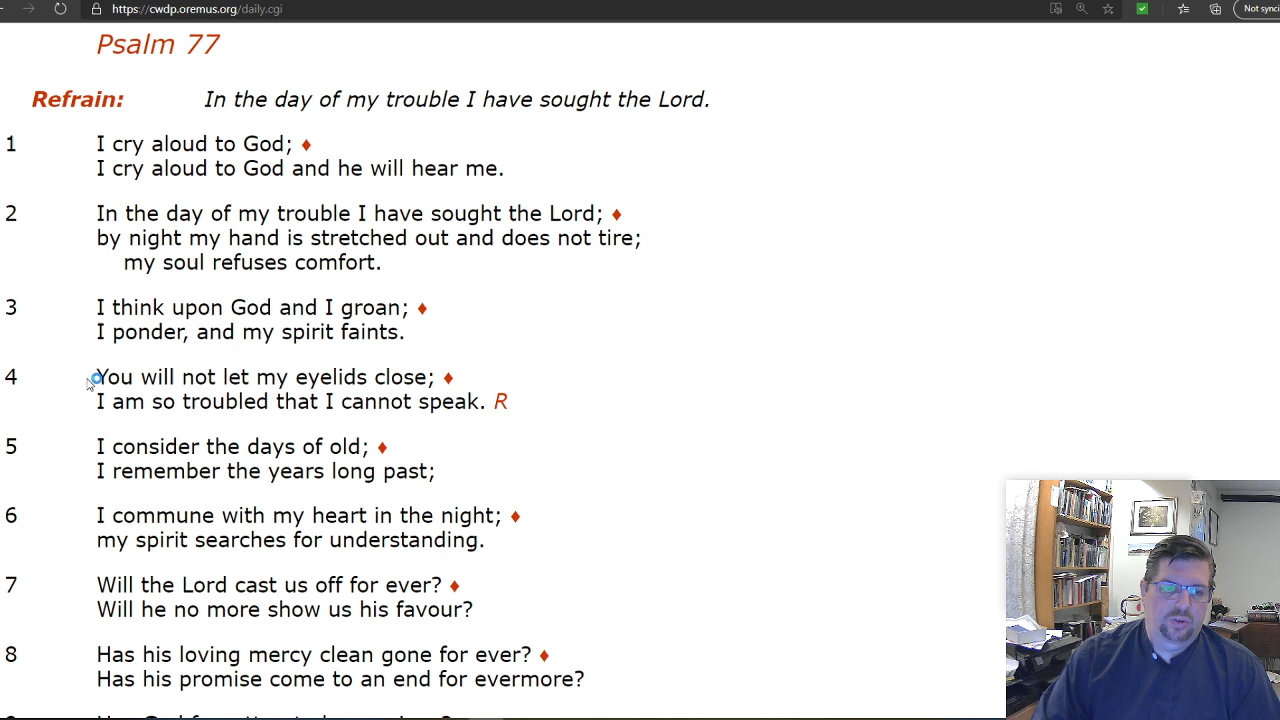 https://cwdp.oremus.org/daily.cgi
Not synci
Psalm 77
Refrain: In the day of my trouble I have sought the Lord.
1 I cry aloud to God; ♦
I cry aloud to God and he will hear me.
2 In the day of my trouble I have sought the Lord; ♦
by night my hand is stretched out and does not tire;
my soul refuses comfort.
3 I think upon God and I groan; ♦
I ponder, and my spirit faints.
4 You will not let my eyelids close; ♦
I am so troubled that I cannot speak. R
5 I consider the days of old; ♦
I remember the years long past;
6 I commune with my heart in the night; ♦
my spirit searches for understanding.
7 Will the Lord cast us off for ever? ♦
Will he no more show us his favour?
8 Has his loving mercy clean gone for ever? ♦
Has his promise come to an end for evermore?